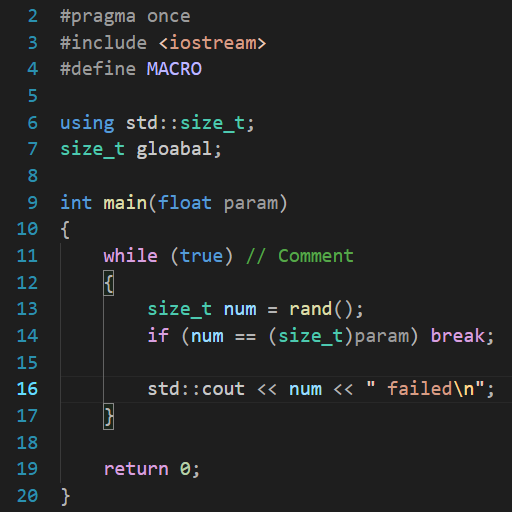 2 #pragma once
3 #include <iostream>
4 #define MACRO
5
6 using std::size_t;
7 size_t gloabal;
8
9 int main(float param)
10 {
11     while (true) // Comment
12     {
13         size_t num = rand();
14         if (num == (size_t)param) break;
15
16         std::cout << num << " failed\n";
17     }
18
19     return 0;
20 }